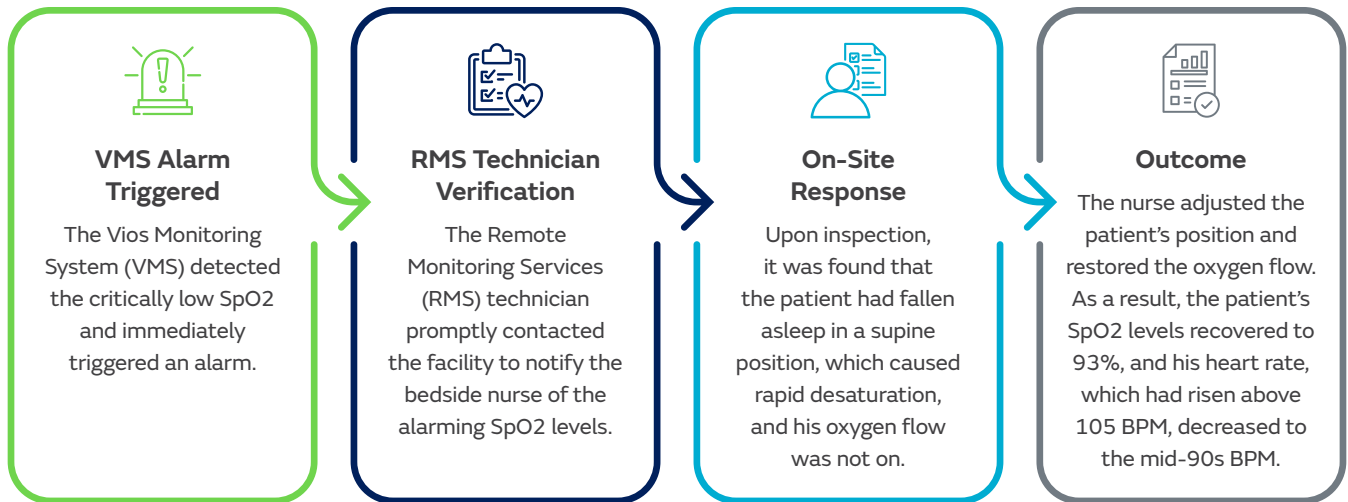 VMS Alarm
Triggered
The Vios Monitoring
System (VMS) detected
the critically low SpO2
and immediately
triggered an alarm.
RMS Technician
Verification
The Remote
Monitoring Services
(RMS) technician
promptly contacted
the facility to notify the
bedside nurse of the
alarming SpO2 levels.
On-Site
Response
Upon inspection,
it was found that
the patient had fallen
asleep in a supine
position, which caused
rapid desaturation,
and his oxygen flow
was not on.
Outcome
The nurse adjusted the
patient’s position and
restored the oxygen flow.
As a result, the patient’s
SpO2 levels recovered to
93%, and his heart rate,
which had risen above
105 BPM, decreased to
the mid-90s BPM.